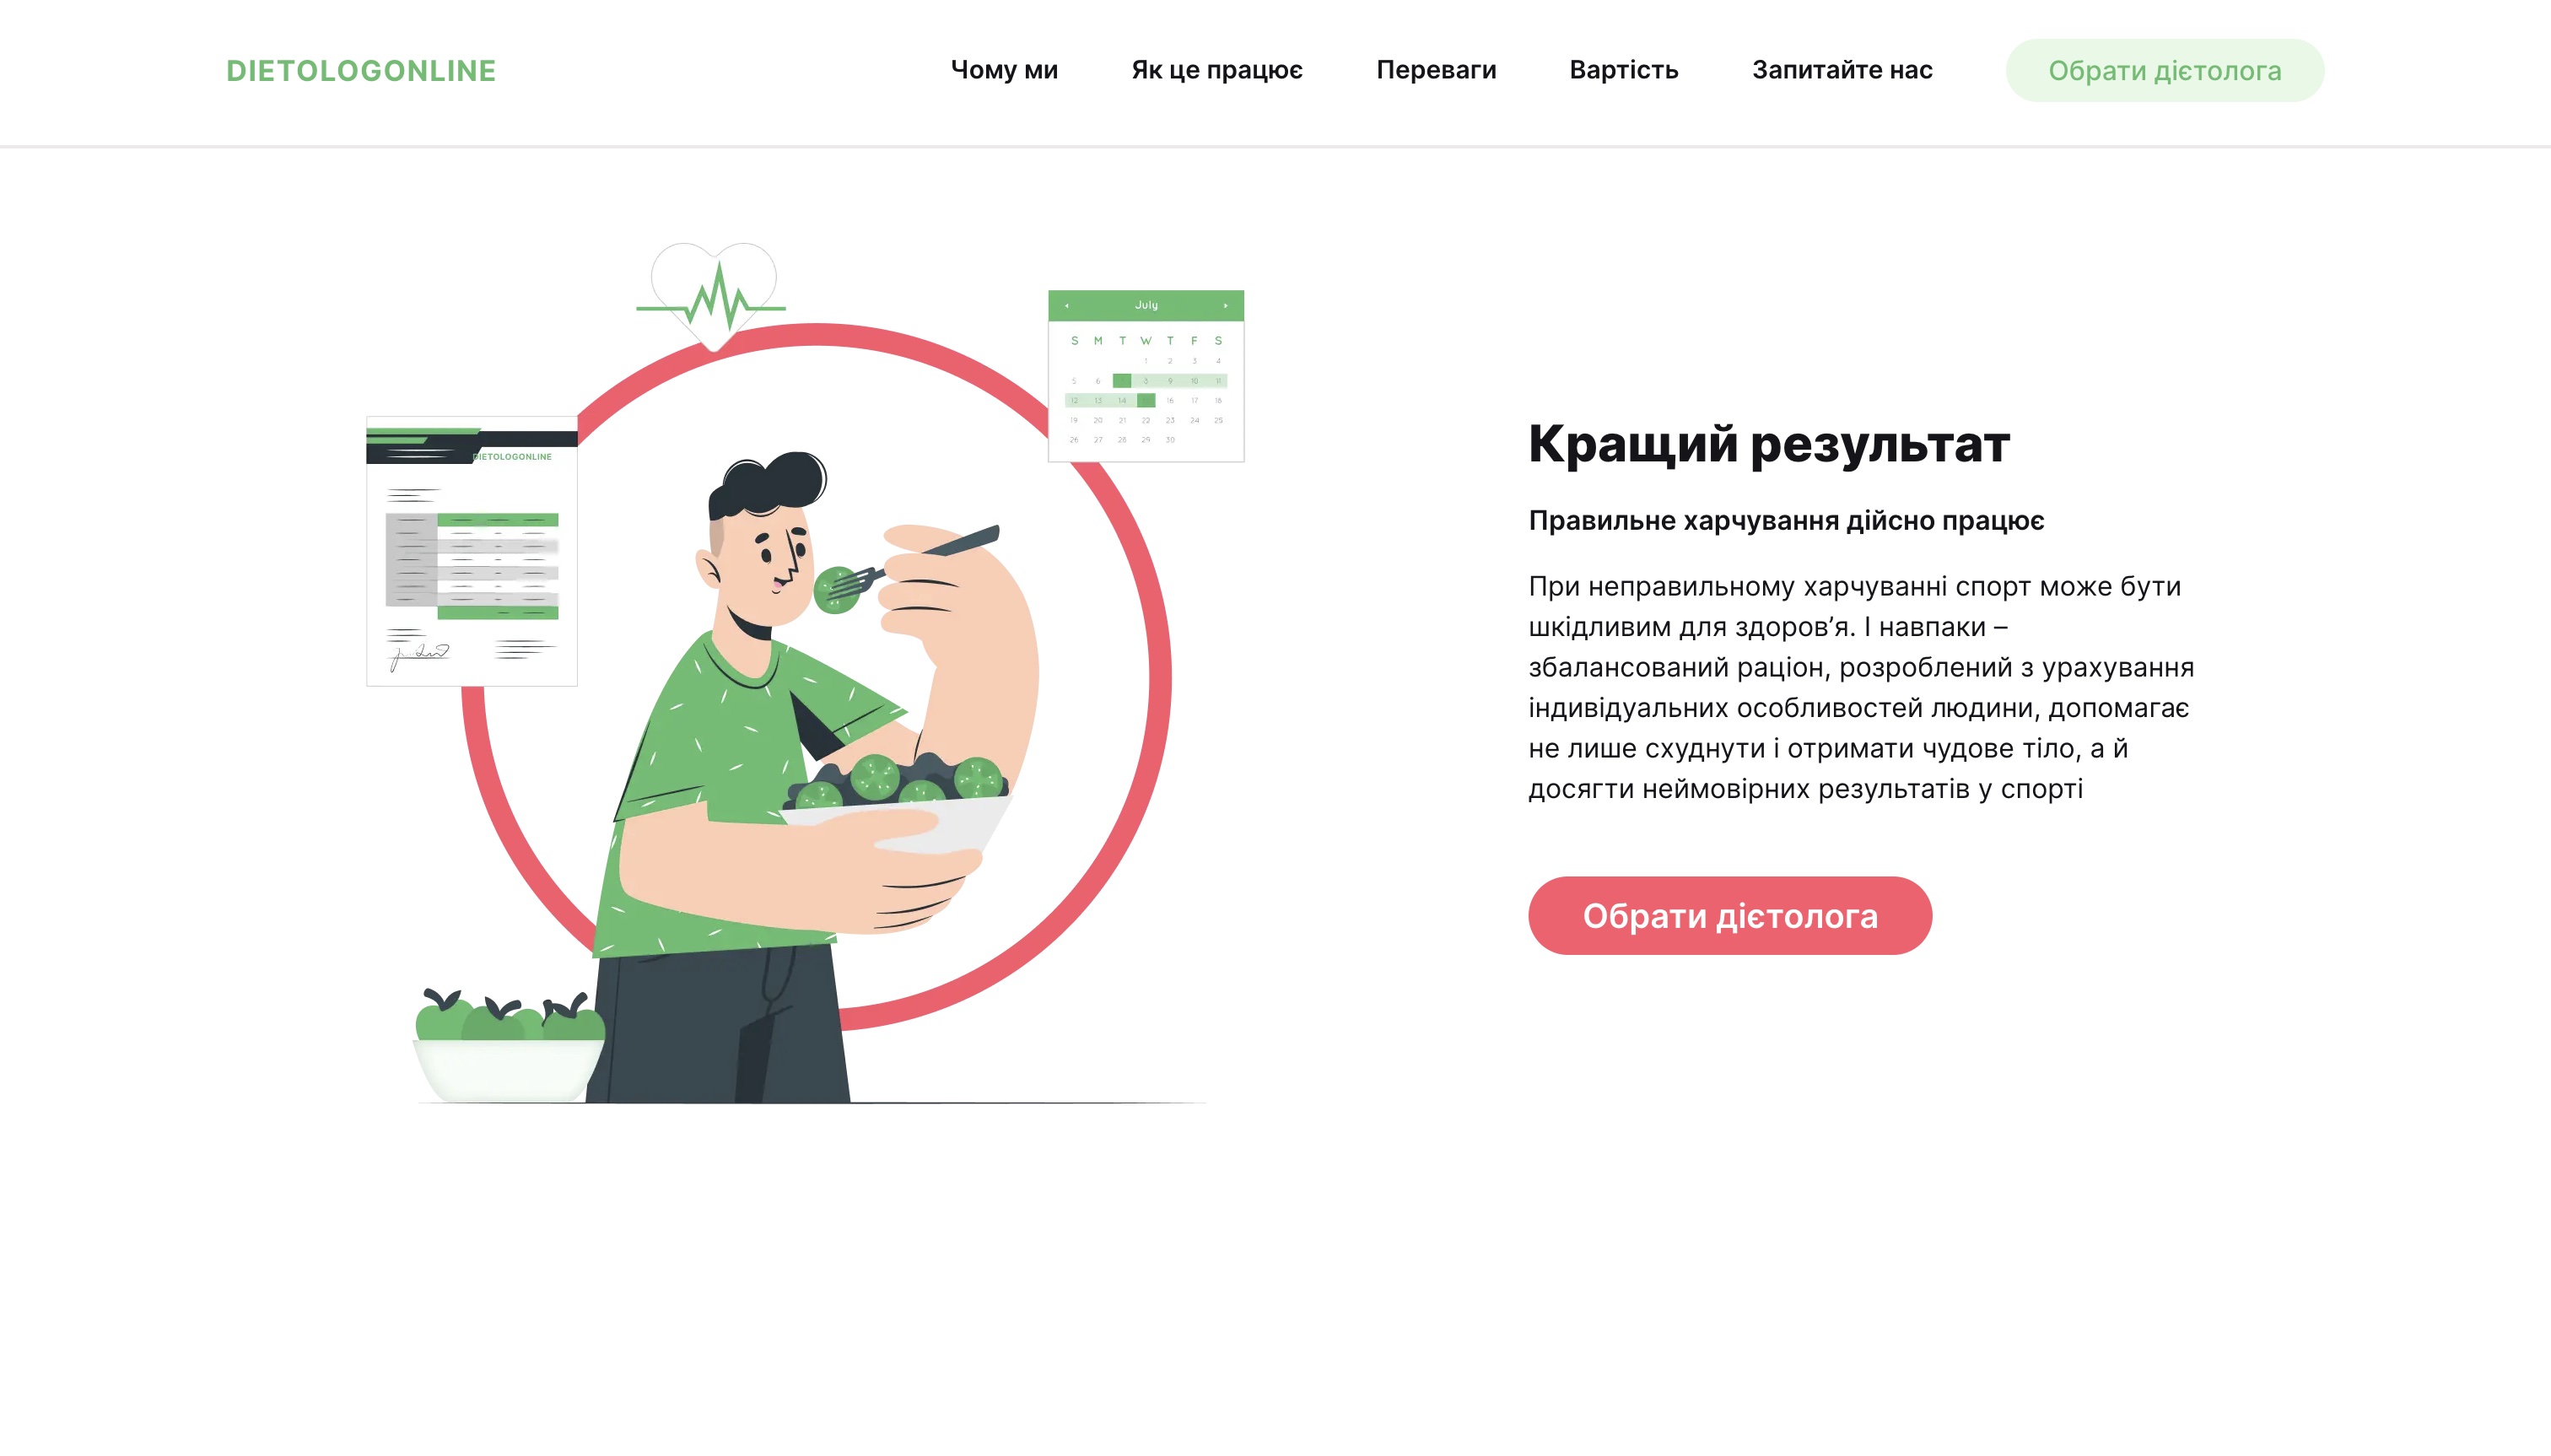 DIETOLOGONLINE
Чому ми
Як це працює
Переваги
Вартість
Запитайте нас
Обрати дієтолога
July
S M T W T F S
1 2 3 4
5 6 8 9 10 11
12 13 14 16 17 18
19 20 21 22 23 24 25
26 27 28 29 30
DIETOLOGONLINE
Кращий результат
Правильне харчування дійсно працює
При неправильному харчуванні спорт може бути
шкідливим для здоров’я. І навпаки –
збалансований раціон, розроблений з урахування
індивідуальних особливостей людини, допомагає
не лише схуднути і отримати чудове тіло, а й
досягти неймовірних результатів у спорті
Обрати дієтолога